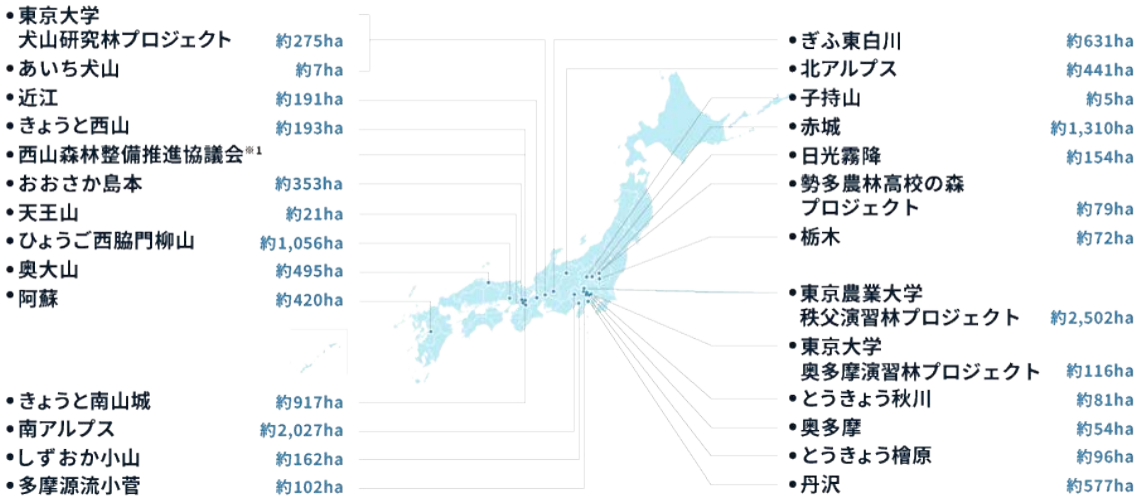 • 東京大学
犬山研究林プロジェクト 約275ha
• あいち犬山 約7ha
• 近江 約191ha
• きょうと西山 約193ha
• 西山森林整備推進協議会※1
• おおさか島本 約353ha
• 天王山 約21ha
• ひょうご西脇門柳山 約1,056ha
• 奥大山 約495ha
• 阿蘇 約420ha
• きょうと南山城 約917ha
• 南アルプス 約2,027ha
• しずおか小山 約162ha
• 多摩源流小菅 約102ha
• ぎふ東白川 約631ha
• 北アルプス 約441ha
• 子持山 約5ha
• 赤城 約1,310ha
• 日光霧降 約154ha
• 勢多農林高校の森
プロジェクト 約79ha
• 栃木 約72ha
• 東京農業大学
秩父演習林プロジェクト 約2,502ha
• 東京大学
奥多摩演習林プロジェクト 約116ha
• とうきょう秋川 約81ha
• 奥多摩 約54ha
• とうきょう檜原 約96ha
• 丹沢 約577ha